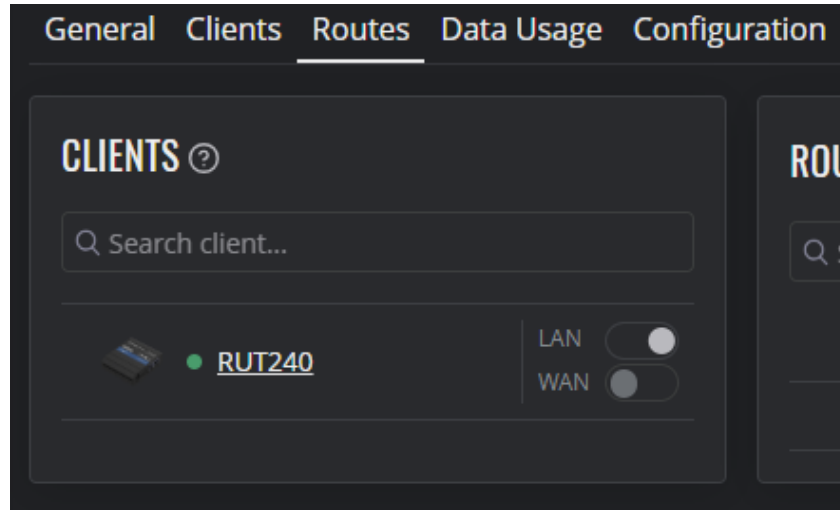 General Clients Routes Data Usage Configuration
CLIENTS
Search client...
RUT240
LAN
WAN